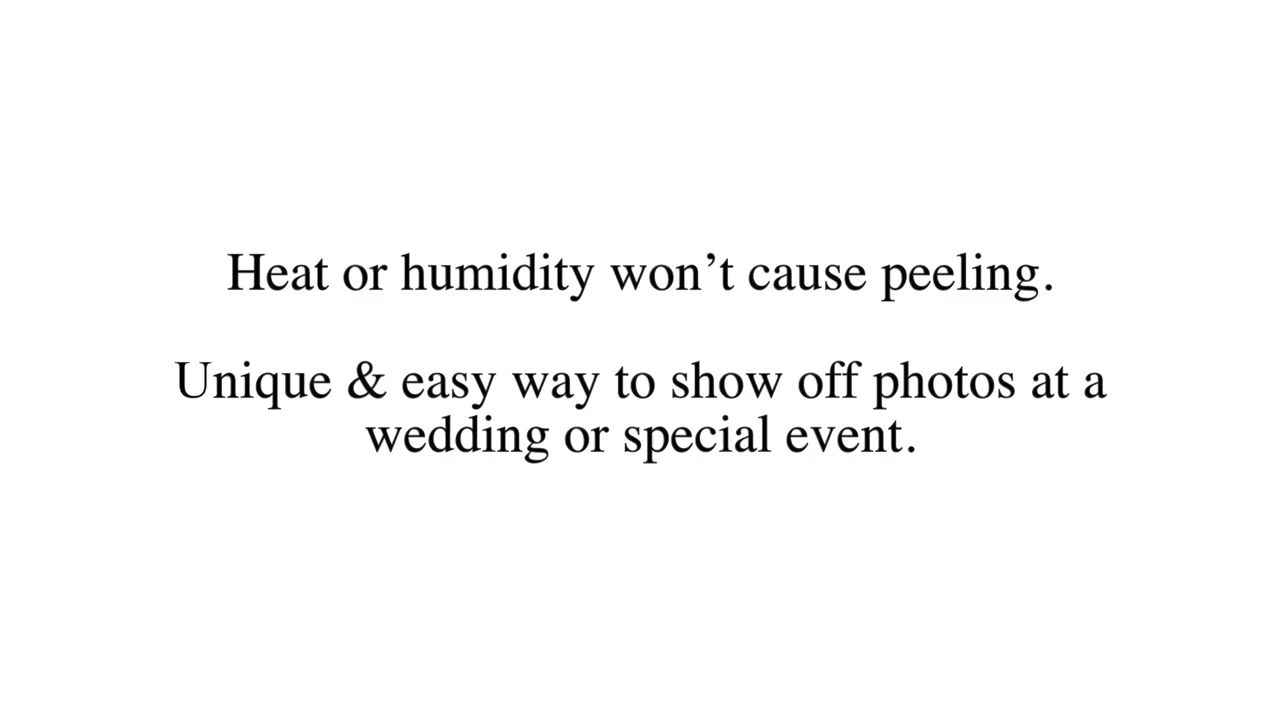 Heat or humidity won’t cause peeling.
Unique & easy way to show off photos at a
wedding or special event.